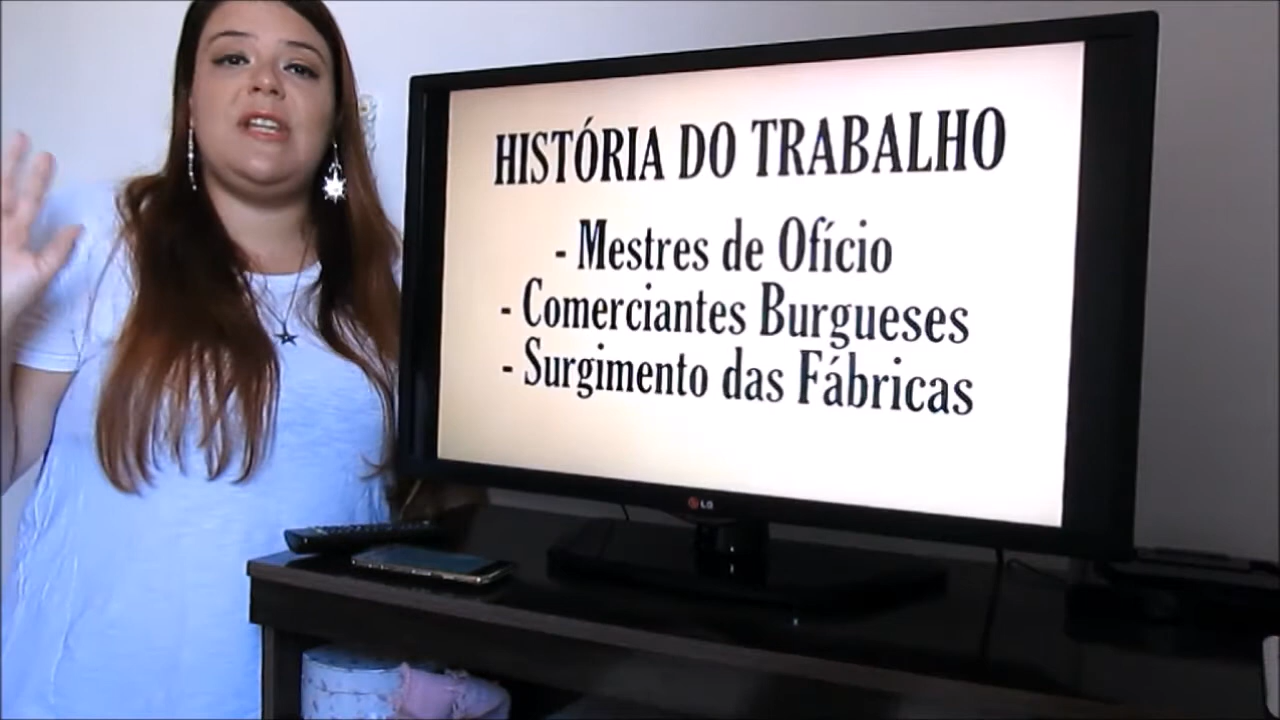 HISTÓRIA DO TRABALHO
- Mestres de Ofício
- Comerciantes Burgueses
- Surgimento das Fábricas
LG